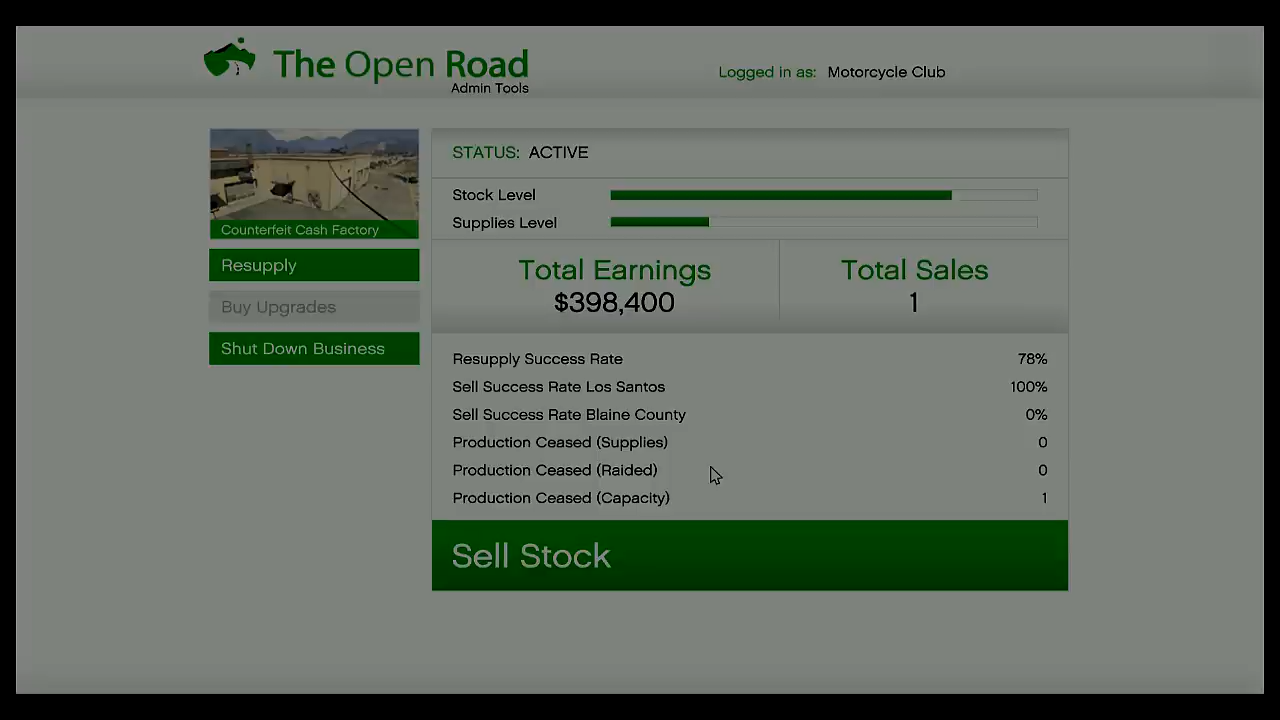 The Open Road
Admin Tools
Logged in as: Motorcycle Club
Counterfeit Cash Factory
Resupply
Buy Upgrades
Shut Down Business
STATUS: ACTIVE
Stock Level
Supplies Level
Total Earnings
$398,400
Total Sales
1
Resupply Success Rate 78%
Sell Success Rate Los Santos 100%
Sell Success Rate Blaine County 0%
Production Ceased (Supplies) 0
Production Ceased (Raided) 0
Production Ceased (Capacity) 1
Sell Stock